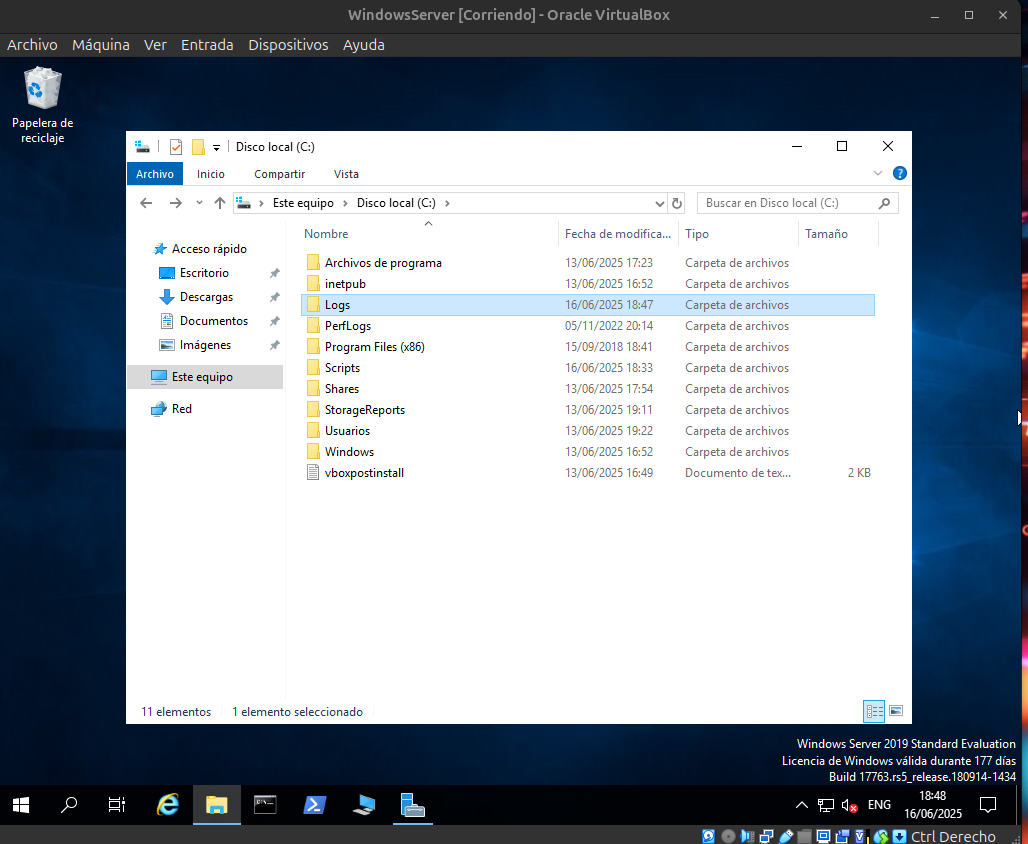 WindowsServer [Corriendo] - Oracle VirtualBox
Archivo Máquina Ver Entrada Dispositivos Ayuda
Papelera de
reciclaje
Disco local (C:)
Archivo Inicio Compartir Vista
Este equipo Disco local (C:) Buscar en Disco local (C:)
Nombre Fecha de modifica... Tipo Tamaño
Acceso rápido
Escritorio
Descargas
Documentos
Imágenes
Este equipo
Red
Archivos de programa 13/06/2025 17:23 Carpeta de archivos
inetpub 13/06/2025 16:52 Carpeta de archivos
Logs 16/06/2025 18:47 Carpeta de archivos
PerfLogs 05/11/2022 20:14 Carpeta de archivos
Program Files (x86) 15/09/2018 18:41 Carpeta de archivos
Scripts 16/06/2025 18:33 Carpeta de archivos
Shares 13/06/2025 17:54 Carpeta de archivos
StorageReports 13/06/2025 19:11 Carpeta de archivos
Usuarios 13/06/2025 19:22 Carpeta de archivos
Windows 13/06/2025 16:52 Carpeta de archivos
vboxpostinstall 13/06/2025 16:49 Documento de tex... 2 KB
11 elementos 1 elemento seleccionado
Windows Server 2019 Standard Evaluation
Licencia de Windows válida durante 177 días
Build 17763.rs5_release.180914-1434
ENG
18:48
16/06/2025
Ctrl Derecho